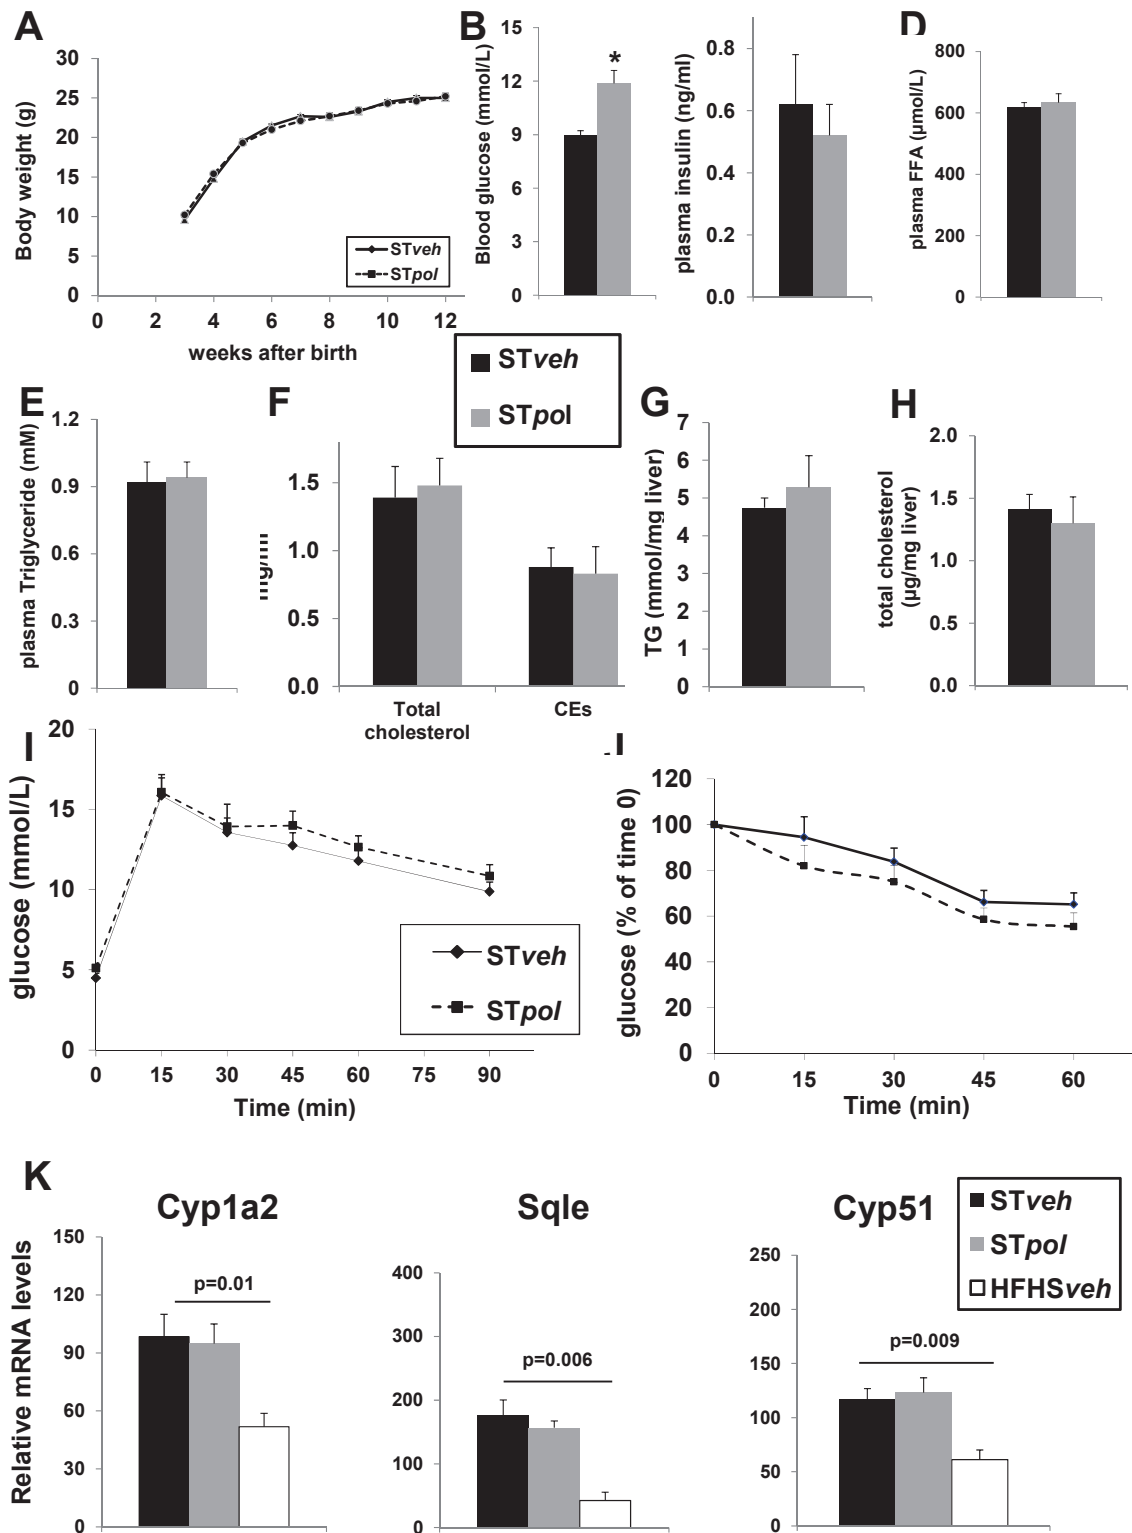 A
Body weight (g)
30
25
20
15
10
5
0
0 2 4 6 8 10 12
weeks after birth
STveh
STpol
B
Blood glucose (mmol/L)
15
12
9
6
3
0
*
plasma insulin (ng/ml)
0.8
0.6
0.4
0.2
0.0
D
plasma FFA (µmol/L)
800
600
400
200
0
STveh
STpol
E
plasma Triglyceride (mM)
1.2
0.9
0.6
0.3
0
F
1.5
1.0
0.5
0.0
Total
cholesterol
CEs
G
TG (mmol/mg liver)
7
6
5
4
3
2
1
0
H
total cholesterol
(µg/mg liver)
2.0
1.5
1.0
0.5
0.0
I
glucose (mmol/L)
20
15
10
5
0
0 15 30 45 60 75 90
Time (min)
STveh
STpol
glucose (% of time 0)
120
100
80
60
40
20
0
0 15 30 45 60
Time (min)
K
Cyp1a2
Relative mRNA levels
150
120
90
60
30
0
p=0.01
Sqle
400
300
200
100
0
p=0.006
Cyp51
250
200
150
100
50
0
p=0.009
STveh
STpol
HFHSveh